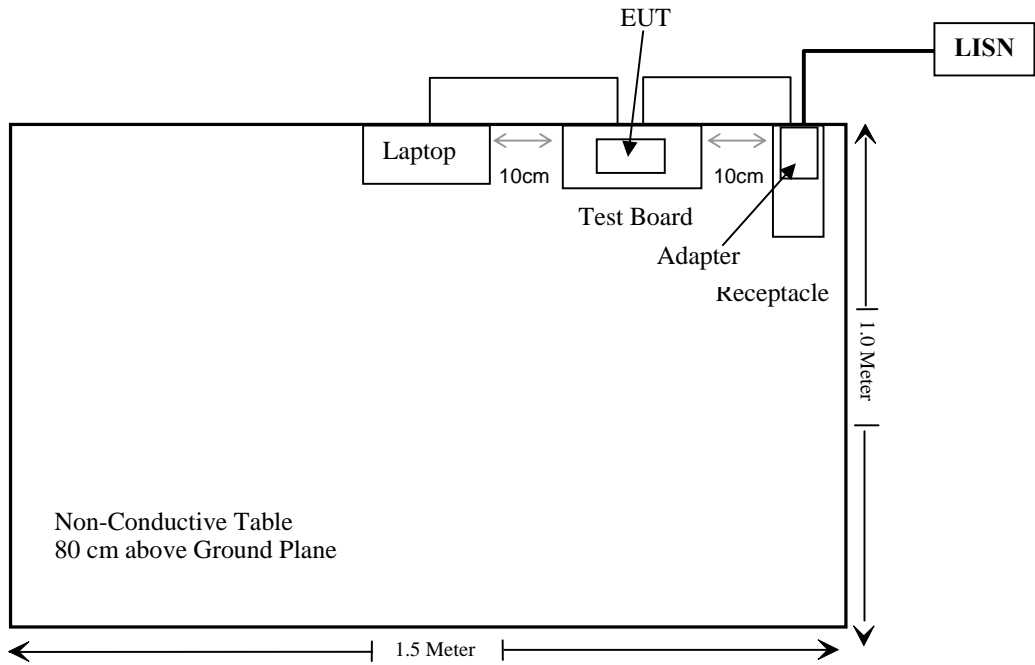 EUT
LISN
Laptop
10cm
10cm
Test Board
Adapter
Receptacle
1.0 Meter
Non-Conductive Table
80 cm above Ground Plane
1.5 Meter